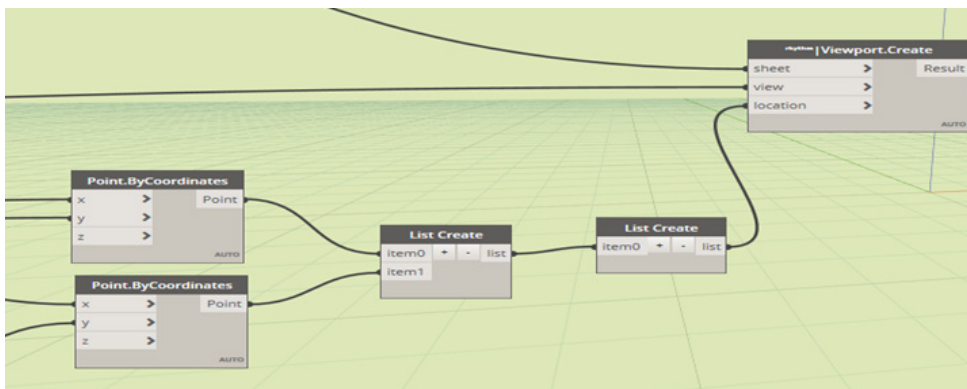 rhythm|Viewport.Create
sheet > Result
view >
location >
AUTO
Point.ByCoordinates
x > Point
y >
z >
AUTO
List Create
item0 + - list
item1
List Create
item0 + - list
Point.ByCoordinates
x > Point
y >
z >
AUTO